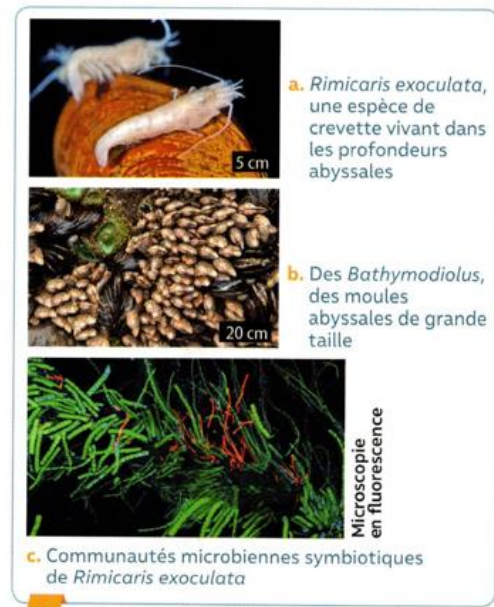 a. Rimicaris exoculata,
une espèce de
crevette vivant dans
les profondeurs
abyssales
5 cm
b. Des Bathymodiolus,
des moules
abyssales de grande
taille
20 cm
Microscopie
en fluorescence
c. Communautés microbiennes symbiotiques
de Rimicaris exoculata